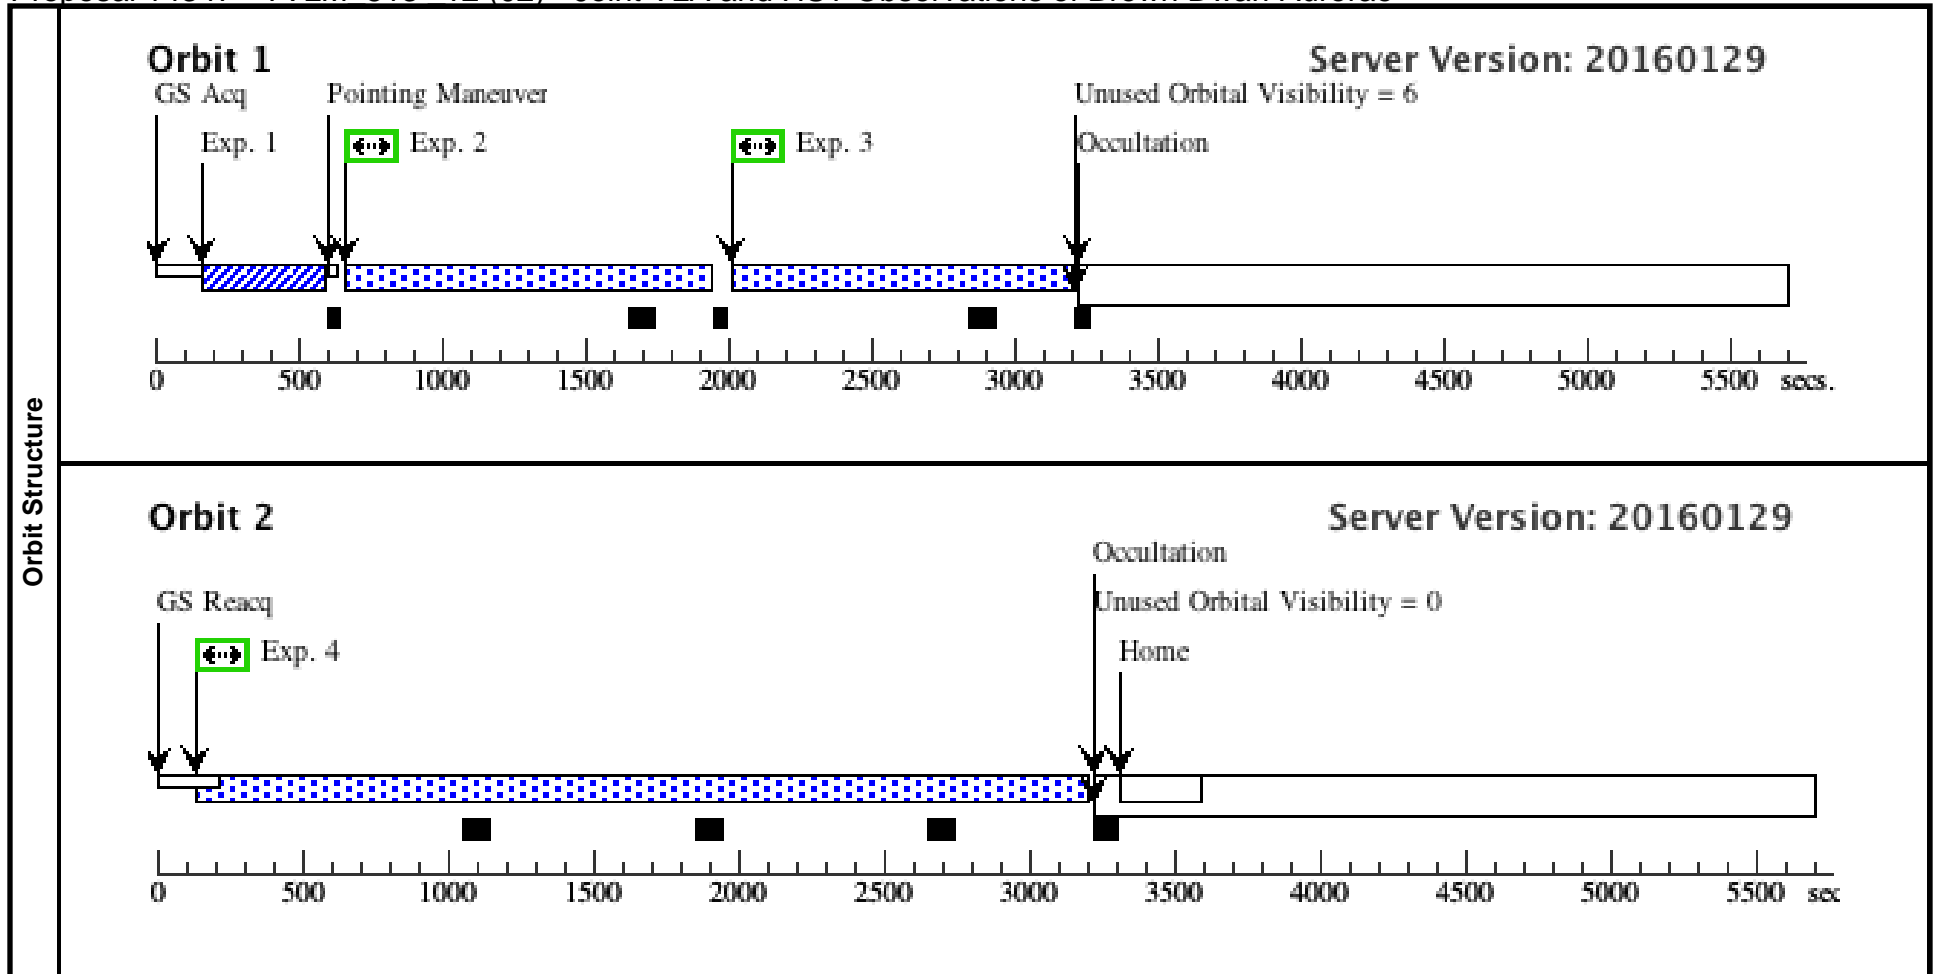 Orbit 1
Server Version: 20160129
GS Acq
Pointing Maneuver
Unused Orbital Visibility = 6
Exp. 1
Exp. 2
Exp. 3
Occultation
0 500 1000 1500 2000 2500 3000 3500 4000 4500 5000 5500 secs.
Orbit Structure
Orbit 2
Server Version: 20160129
Occultation
GS Reacq
Unused Orbital Visibility = 0
Exp. 4
Home
0 500 1000 1500 2000 2500 3000 3500 4000 4500 5000 5500 sec